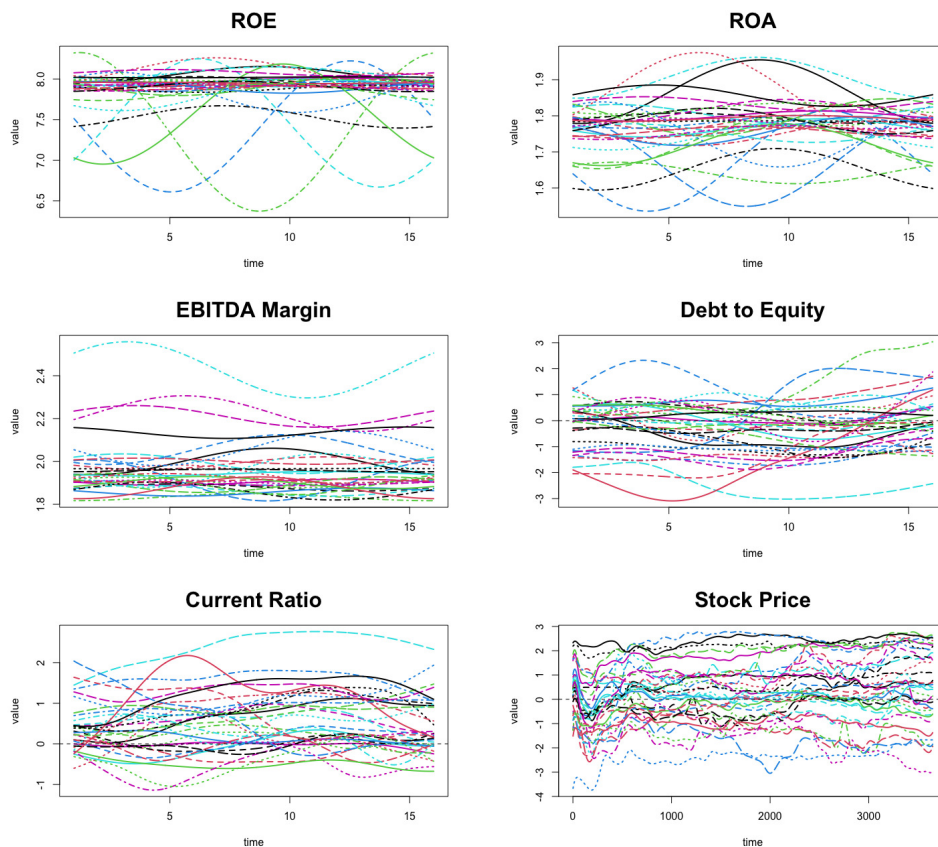 ROE
value
8.0
7.5
7.0
6.5
5
10
15
time
ROA
value
1.9
1.8
1.7
1.6
5
10
15
time
EBITDA Margin
value
2.4
2.2
2.0
1.8
5
10
15
time
Debt to Equity
value
3
2
1
0
-1
-2
-3
5
10
15
time
Current Ratio
value
2
1
0
-1
5
10
15
time
Stock Price
value
3
2
1
0
-1
-2
-3
-4
0
1000
2000
3000
time